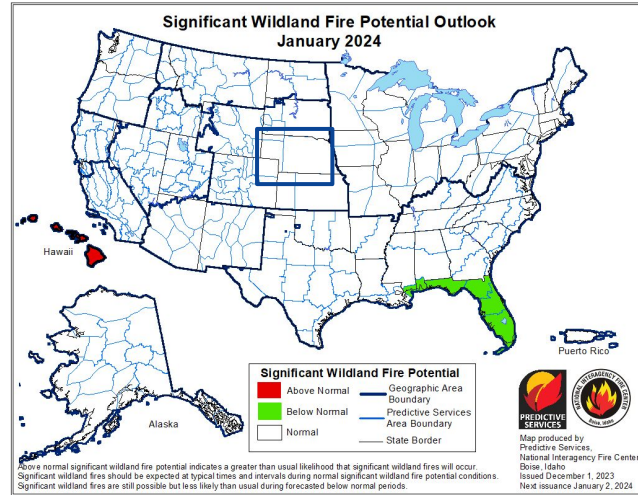 Significant Wildland Fire Potential Outlook
January 2024
Hawaii
Alaska
Puerto Rico
Significant Wildland Fire Potential
Above Normal
Below Normal
Normal
Geographic Area
Boundary
Predictive Services
Area Boundary
State Border
PREDICTIVE
SERVICES
NATIONAL INTERAGENCY FIRE CENTER
Boise, Idaho
Map produced by
Predictive Services,
National Interagency Fire Center
Boise, Idaho
Issued December 1, 2023
Next issuance January 2, 2024
Above normal significant wildland fire potential indicates a greater than usual likelihood that significant wildland fires will occur.
Significant wildland fires should be expected at typical times and intervals during normal significant wildland fire potential conditions.
Significant wildland fires are still possible but less likely than usual during forecasted below normal periods.